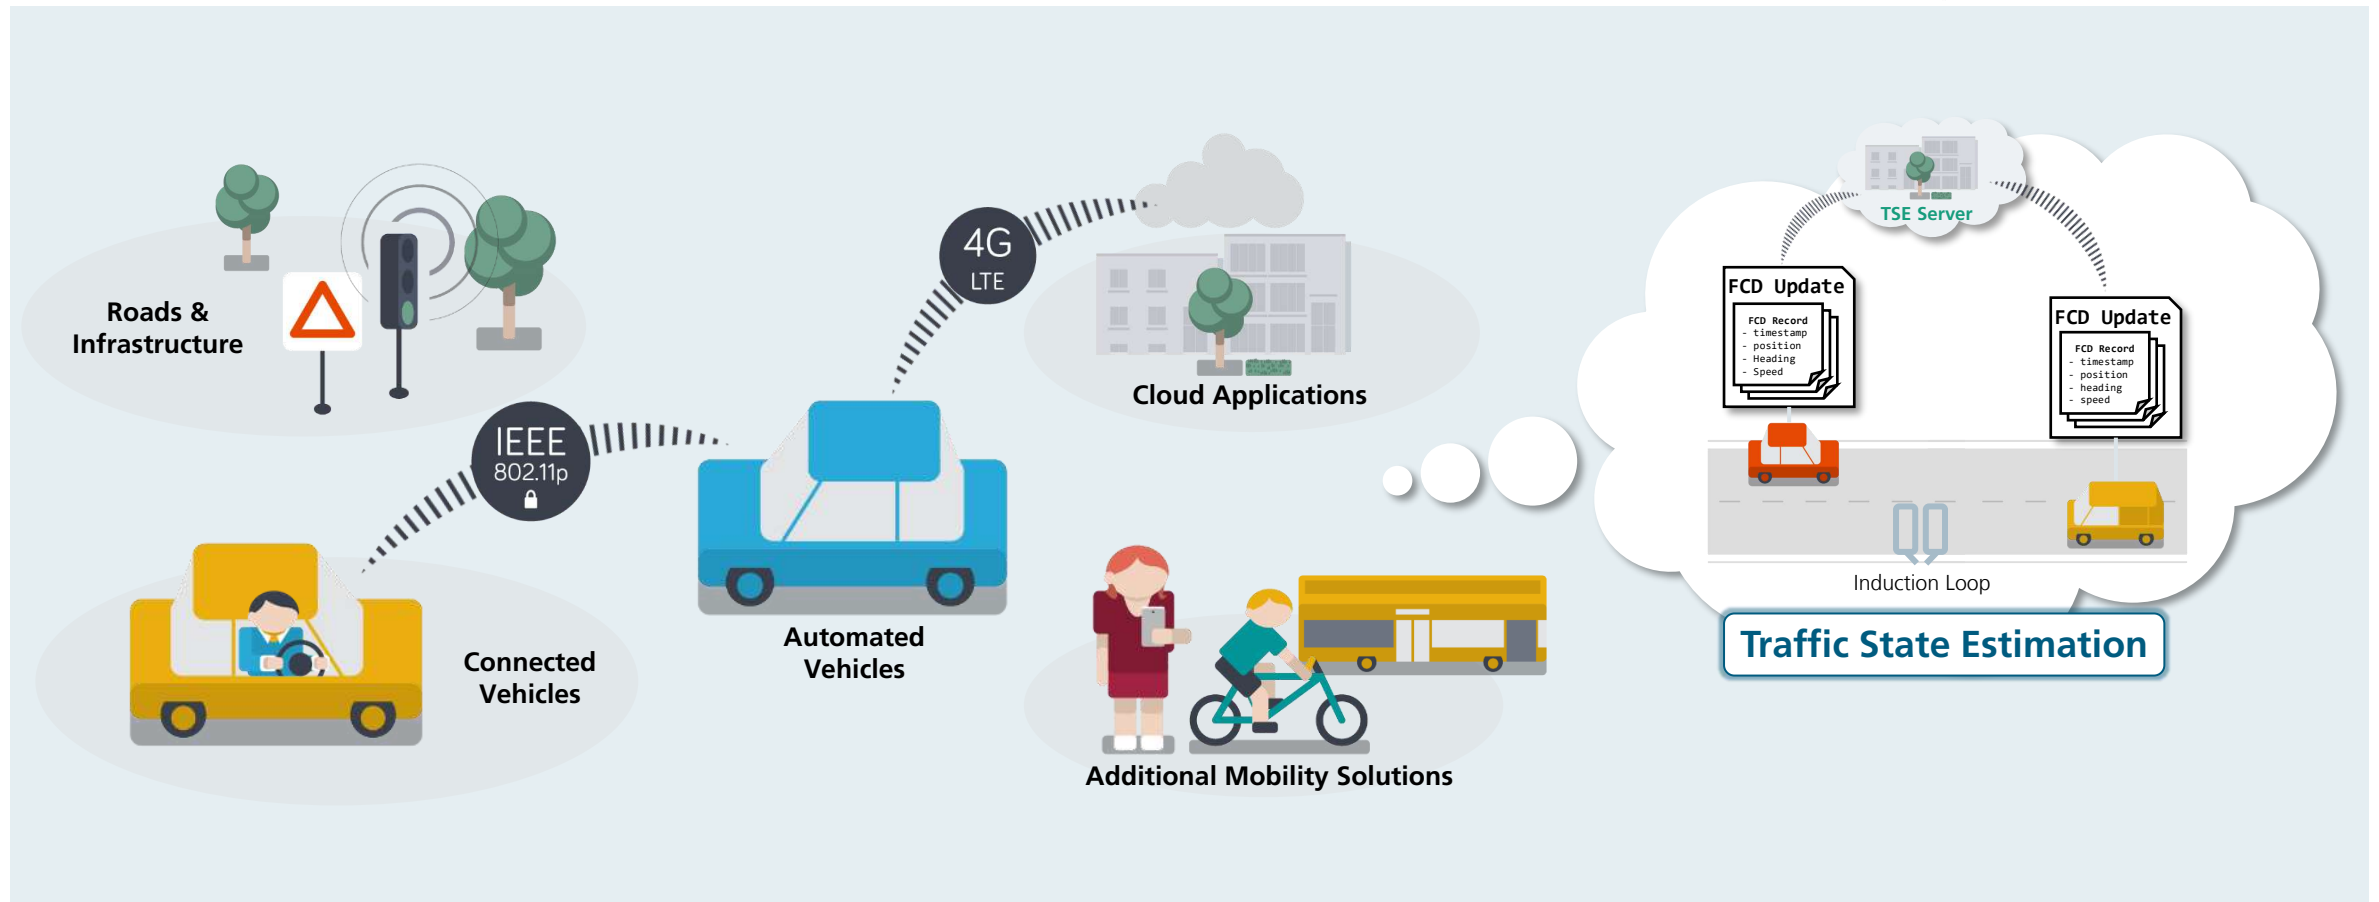 Roads &
Infrastructure
IEEE
802.11p
4G
LTE
Cloud Applications
Connected
Vehicles
Automated
Vehicles
Additional Mobility Solutions
TSE Server
FCD Update
FCD Record
- timestamp
- position
- Heading
- Speed
FCD Update
FCD Record
- timestamp
- position
- heading
- speed
Induction Loop
Traffic State Estimation